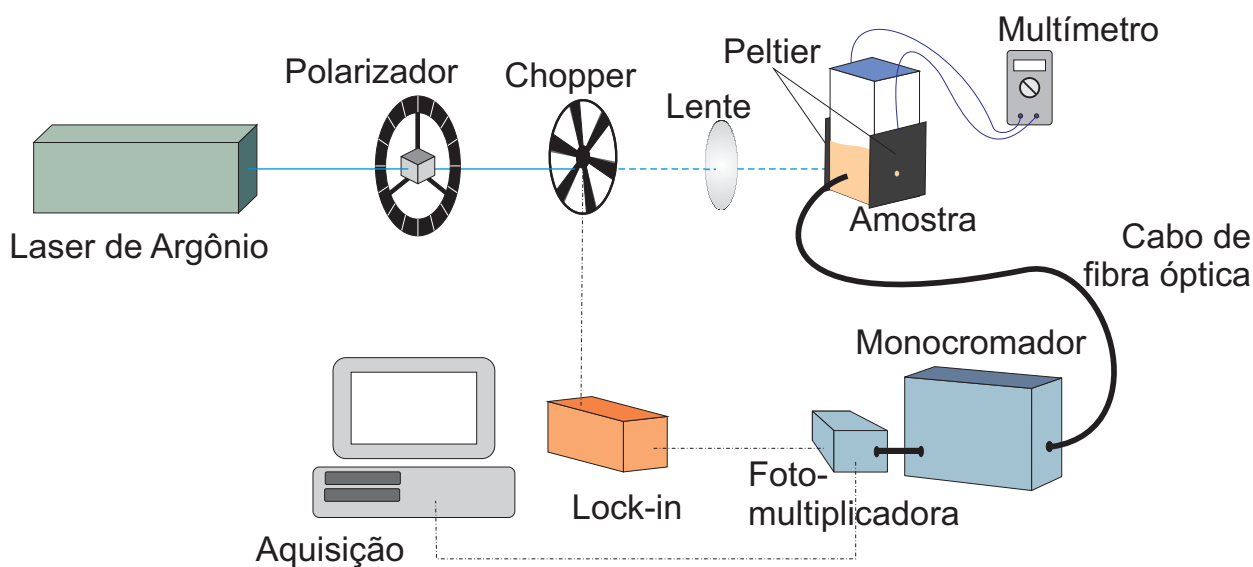 Laser de Argônio
Polarizador
Chopper
Lente
Peltier
Multímetro
Amostra
Cabo de
fibra óptica
Monocromador
Foto-
multiplicadora
Lock-in
Aquisição